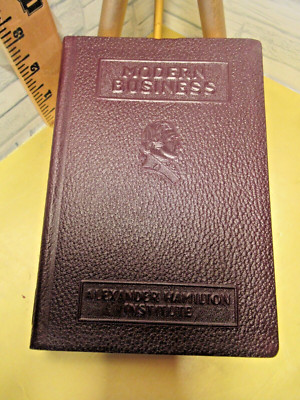 MODERN
BUSINESS
ALEXANDER HAMILTON
INSTITUTE